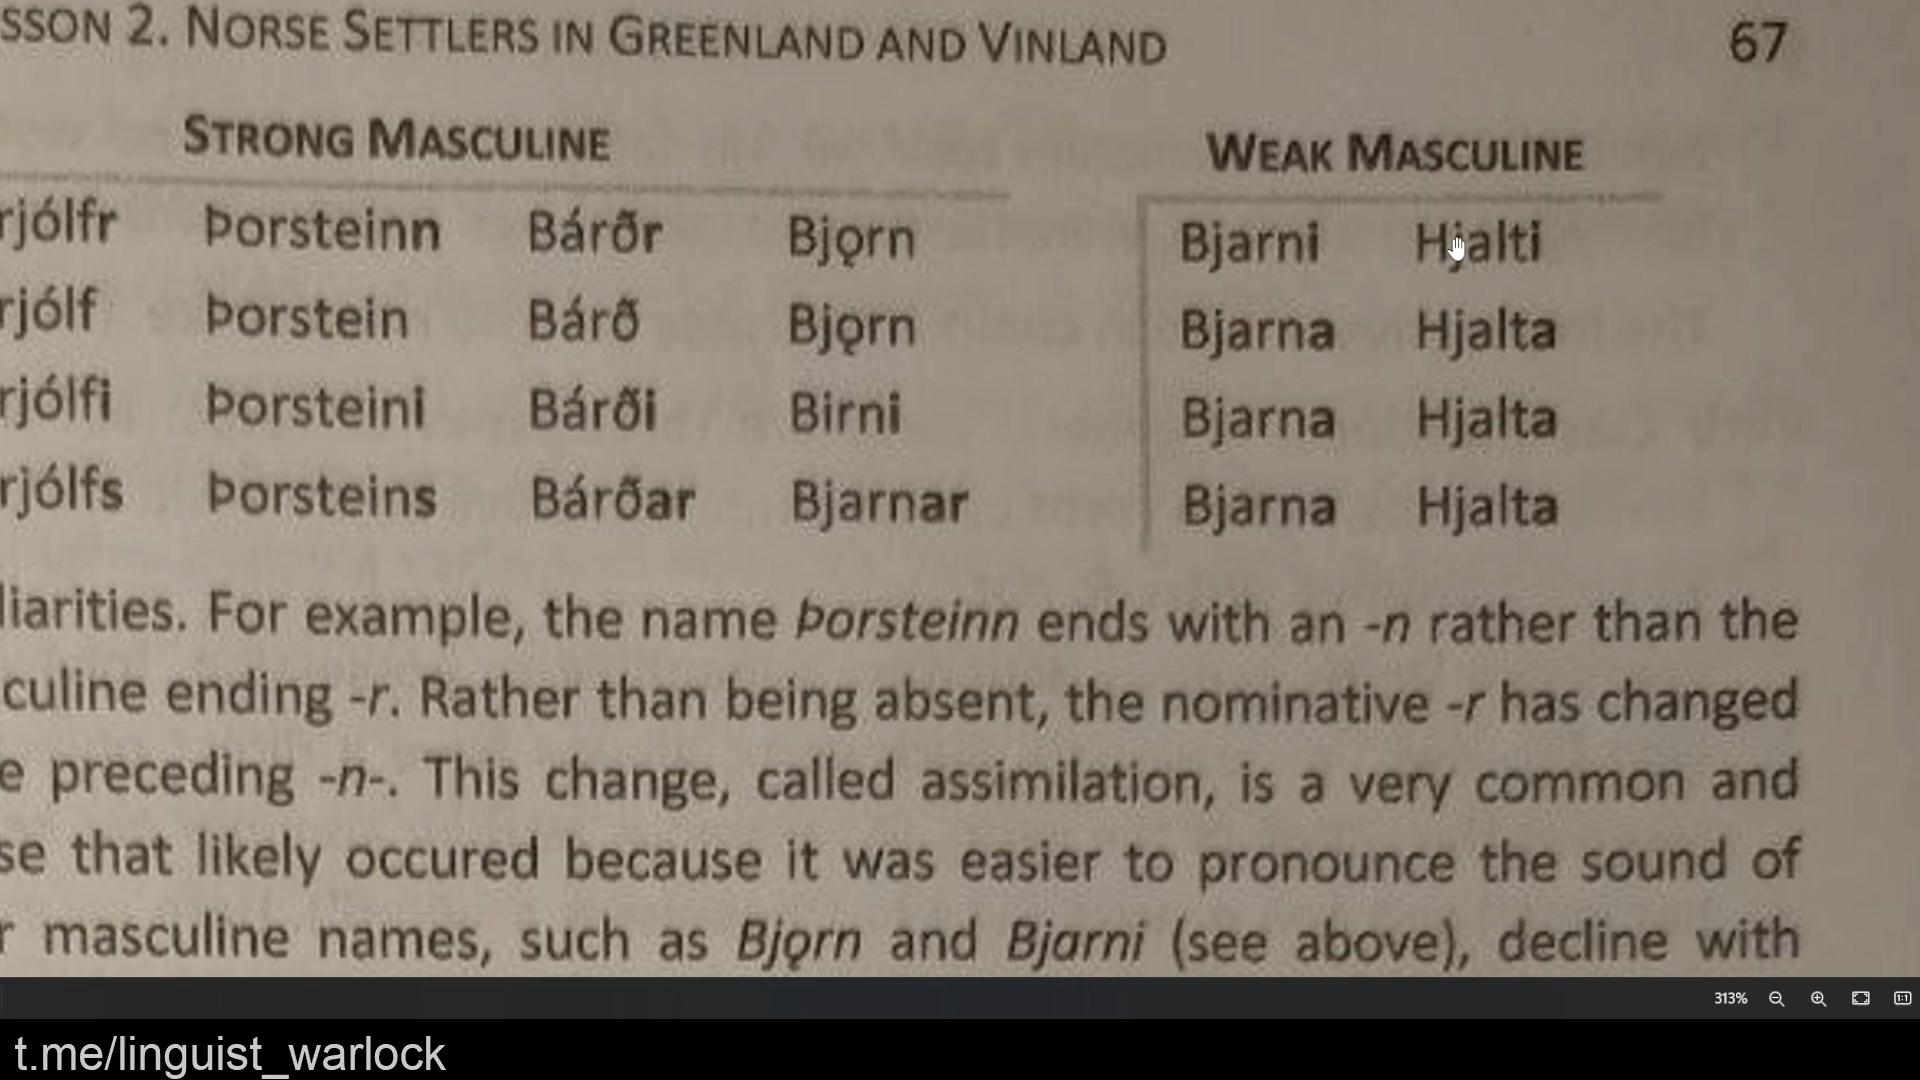 SSON 2. NORSE SETTLERS IN GREENLAND AND VINLAND 67
STRONG MASCULINE WEAK MASCULINE
rjólfr Þorsteinn Bárðr Bjǫrn Bjarni Hjalti
rjólf Þorstein Bárð Bjǫrn Bjarna Hjalta
rjólfi Þorsteini Bárði Birni Bjarna Hjalta
rjólfs Þorsteins Bárðar Bjarnar Bjarna Hjalta
liarities. For example, the name Þorsteinn ends with an -n rather than the
culine ending -r. Rather than being absent, the nominative -r has changed
e preceding -n-. This change, called assimilation, is a very common and
se that likely occured because it was easier to pronounce the sound of
r masculine names, such as Bjǫrn and Bjarni (see above), decline with
313% 1:1
t.me/linguist_warlock